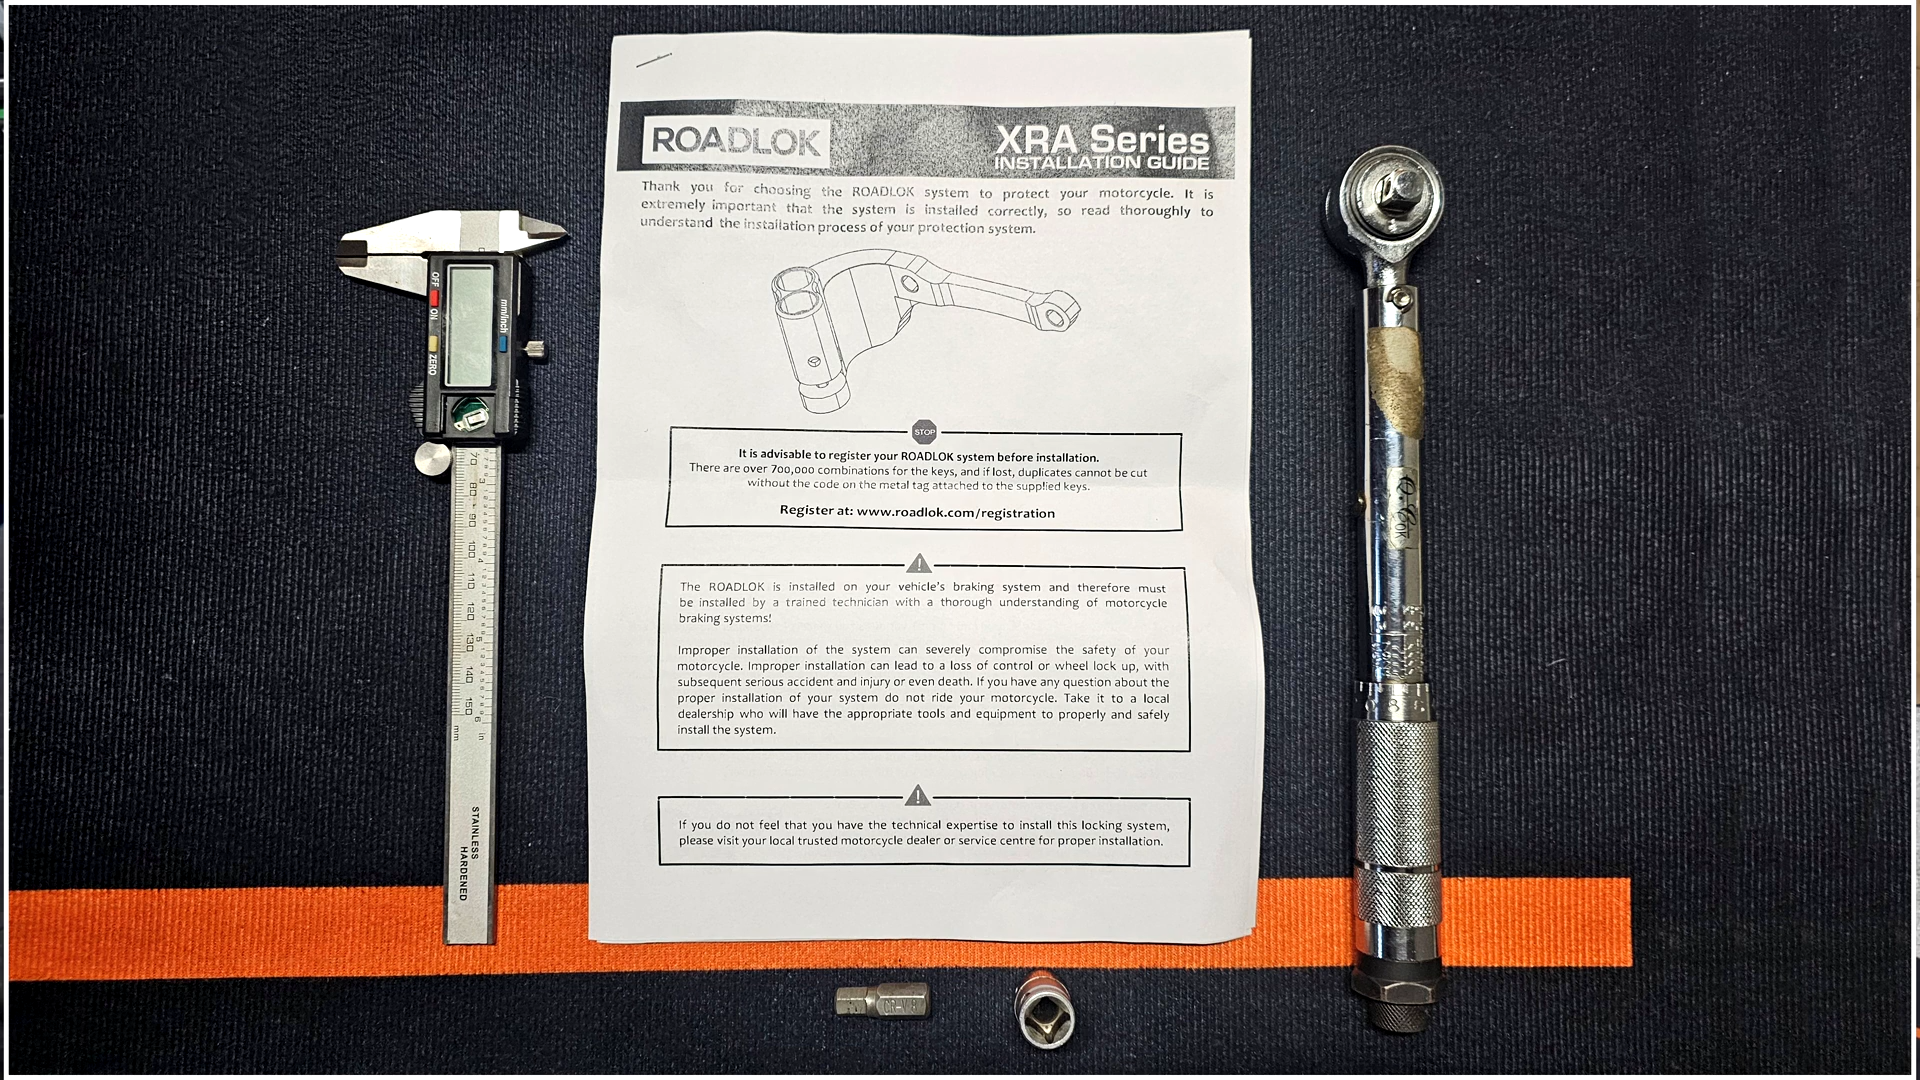 ROADLOK
XRA Series
INSTALLATION GUIDE
Thank you for choosing the ROADLOK system to protect your motorcycle. It is
extremely important that the system is installed correctly, so read thoroughly to
understand the installation process of your protection system.
STOP
It is advisable to register your ROADLOK system before installation.
There are over 700,000 combinations for the keys, and if lost, duplicates cannot be cut
without the code on the metal tag attached to the supplied keys.
Register at: www.roadlok.com/registration
The ROADLOK is installed on your vehicle's braking system and therefore must
be installed by a trained technician with a thorough understanding of motorcycle
braking systems!
Improper installation of the system can severely compromise the safety of your
motorcycle. Improper installation can lead to a loss of control or wheel lock up, with
subsequent serious accident and injury or even death. If you have any question about the
proper installation of your system do not ride your motorcycle. Take it to a local
dealership who will have the appropriate tools and equipment to properly and safely
install the system.
If you do not feel that you have the technical expertise to install this locking system,
please visit your local trusted motorcycle dealer or service centre for proper installation.
OFF ON
ZERO
mm/inch
70 80 90 100 110 120 130 140 150
mm
3 4 5 6 in
STAINLESS
HARDENED
CR-V 8